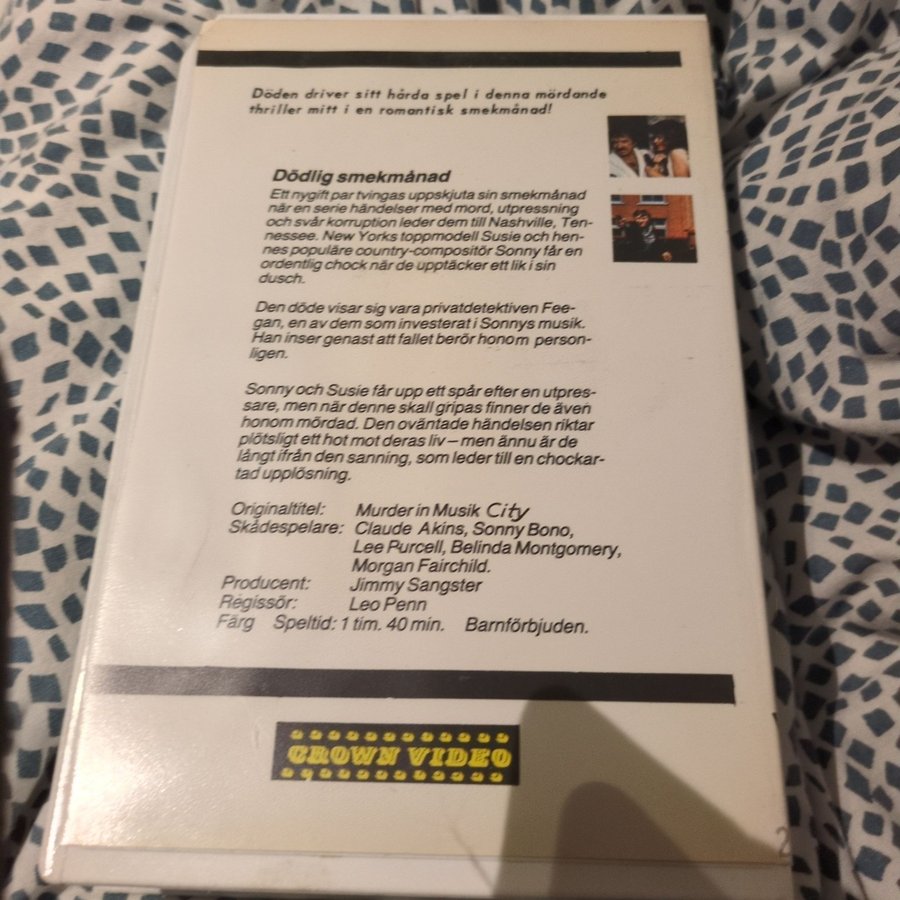 Döden driver sitt hårda spel i denna mördande
thriller mitt i en romantisk smekmånad!
Dödlig smekmånad
Ett nygift par tvingas uppskjuta sin smekmånad
när en serie händelser med mord, utpressning
och svår korruption leder dem till Nashville, Ten-
nessee. New Yorks toppmodell Susie och hen-
nes populäre country-compositör Sonny får en
ordentlig chock när de upptäcker ett lik i sin
dusch.
Den döde visar sig vara privatdetektiven Fee-
gan, en av dem som investerat i Sonnys musik.
Han inser genast att fallet berör honom person-
ligen.
Sonny och Susie får upp ett spår efter en utpres-
sare, men när denne skall gripas finner de även
honom mördad. Den oväntade händelsen riktar
plötsligt ett hot mot deras liv – men ännu är de
långt ifrån den sanning, som leder till en chockar-
tad upplösning.
Originaltitel: Murder in Musik City
Skådespelare: Claude Akins, Sonny Bono,
Lee Purcell, Belinda Montgomery,
Morgan Fairchild.
Producent: Jimmy Sangster
Regissör: Leo Penn
Färg Speltid: 1 tim. 40 min. Barnförbjuden.
CROWN VIDEO
2